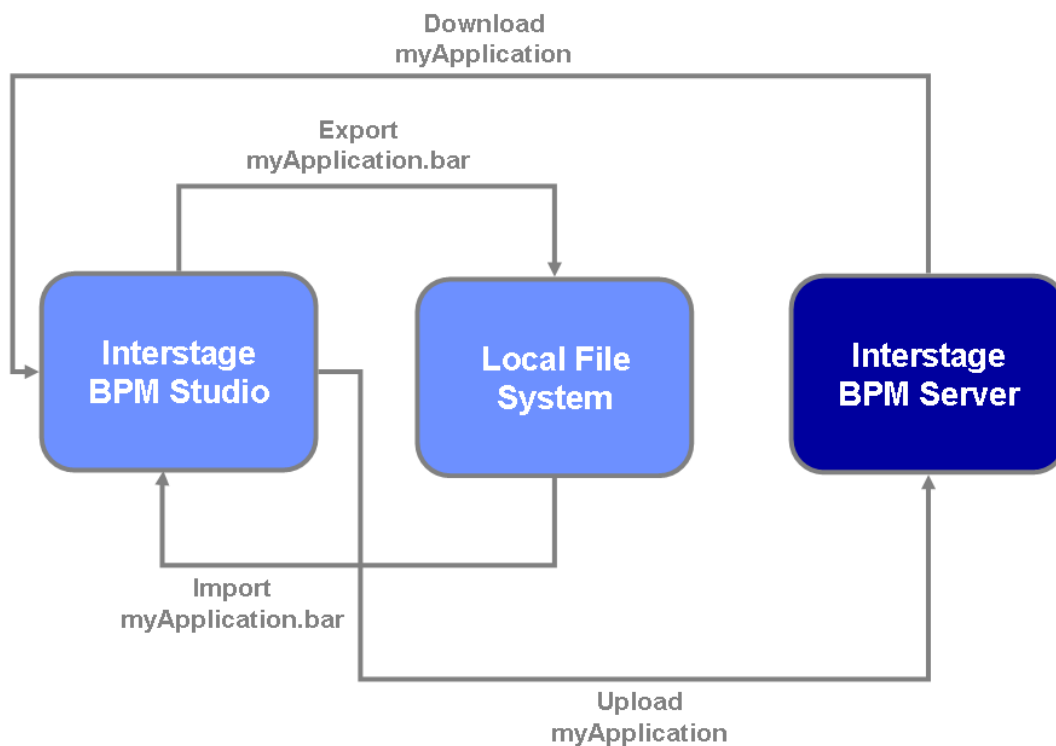 Download
myApplication
Export
myApplication.bar
Interstage
BPM Studio
Local File
System
Interstage
BPM Server
Import
myApplication.bar
Upload
myApplication